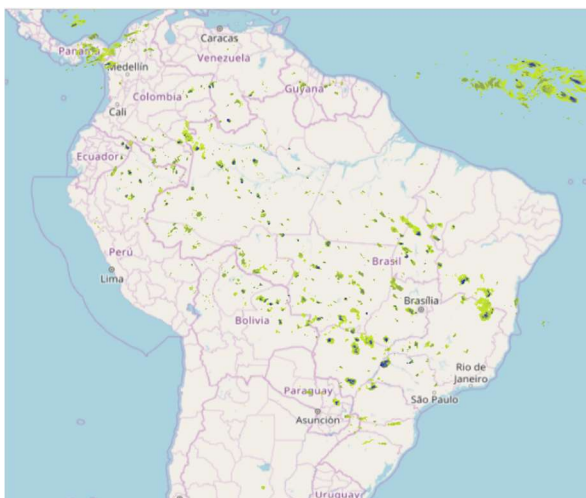 Caracas
Panamá
Medellín
Venezuela
Guyana
Colombia
Cali
Ecuador
Perú
Lima
Brasil
Brasília
Bolivia
Rio de
Janeiro
Paraguay
São Paulo
Asunción
Uruguay